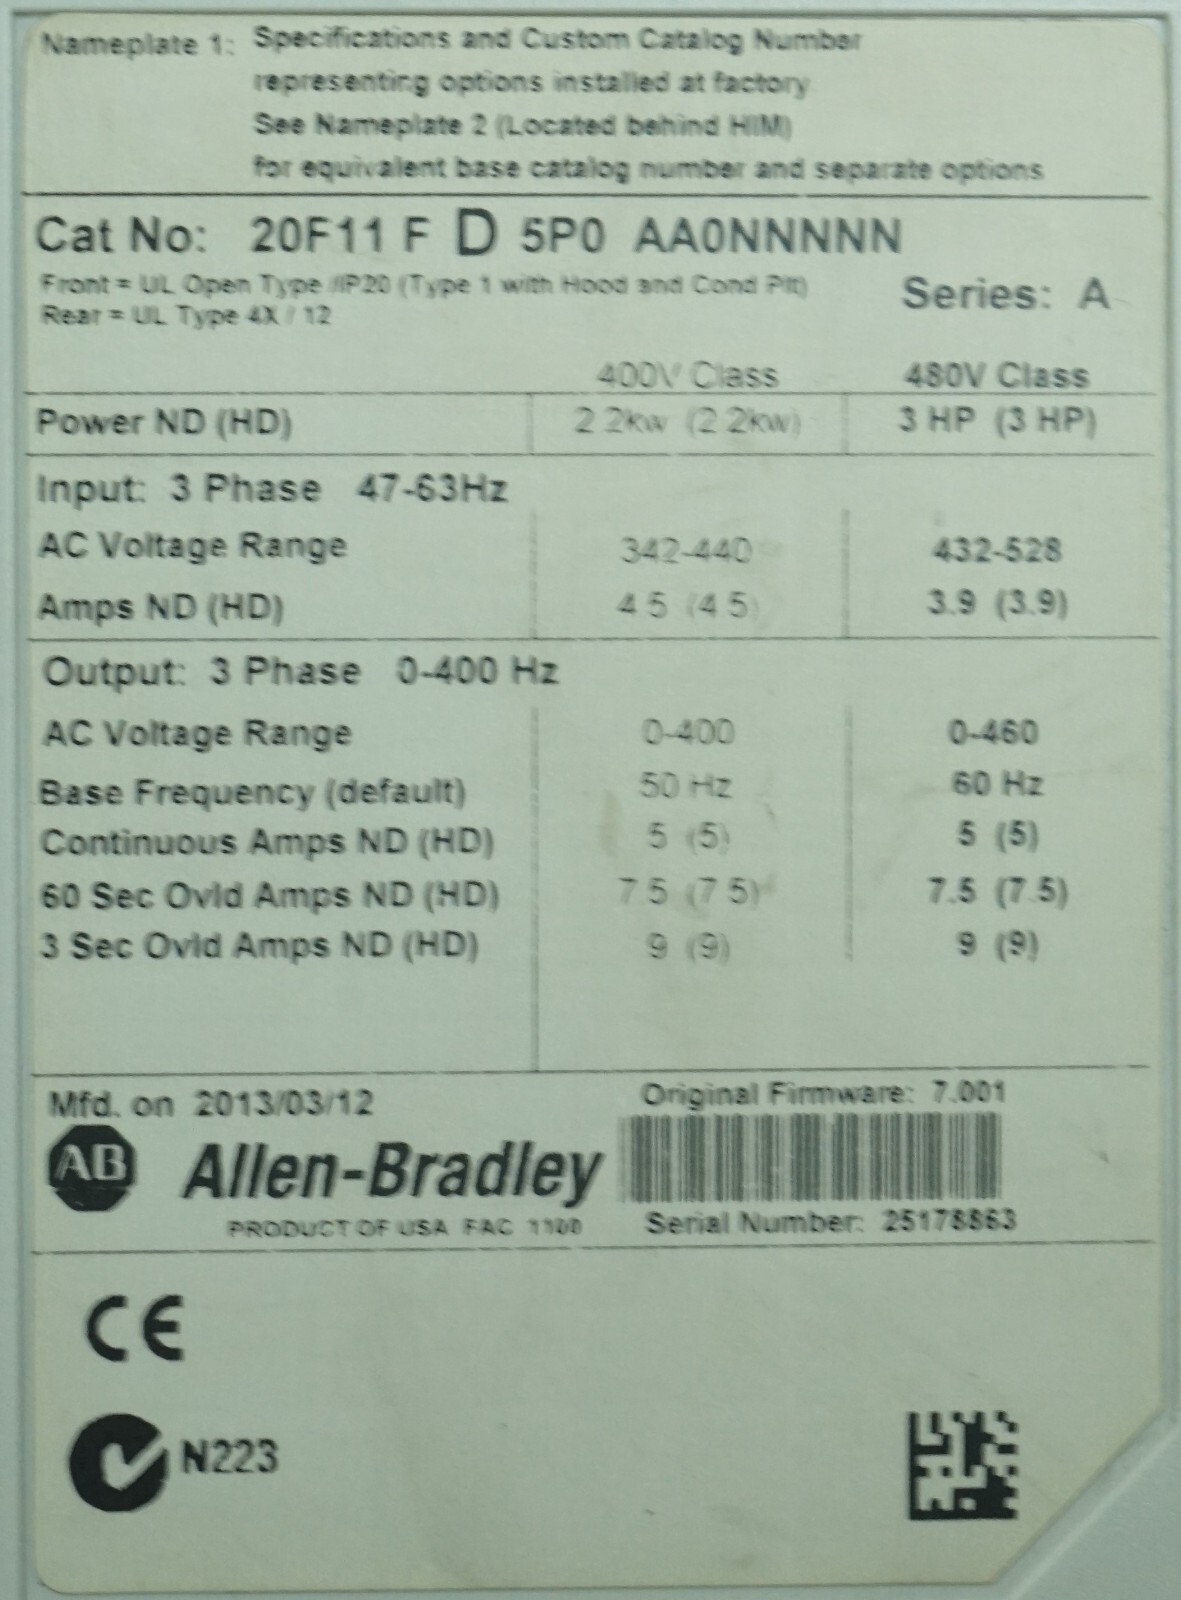 Nameplate 1: Specifications and Custom Catalog Number
representing options installed at factory
See Nameplate 2 (Located behind HIM)
for equivalent base catalog number and separate options
Cat No: 20F11 F D 5P0 AA0NNNNN
Front = UL Open Type /IP20 (Type 1 with Hood and Cond Plt)
Series: A
Rear = UL Type 4X / 12
400V Class 480V Class
Power ND (HD) 2.2kw (2.2kw) 3 HP (3 HP)
Input: 3 Phase 47-63Hz
AC Voltage Range 342-440 432-528
Amps ND (HD) 4.5 (4.5) 3.9 (3.9)
Output: 3 Phase 0-400 Hz
AC Voltage Range 0-400 0-460
Base Frequency (default) 50 Hz 60 Hz
Continuous Amps ND (HD) 5 (5) 5 (5)
60 Sec Ovld Amps ND (HD) 7.5 (7.5) 7.5 (7.5)
3 Sec Ovld Amps ND (HD) 9 (9) 9 (9)
Mfd. on 2013/03/12 Original Firmware: 7.001
AB Allen-Bradley
PRODUCT OF USA FAC 1100 Serial Number: 25178863
CE
N223